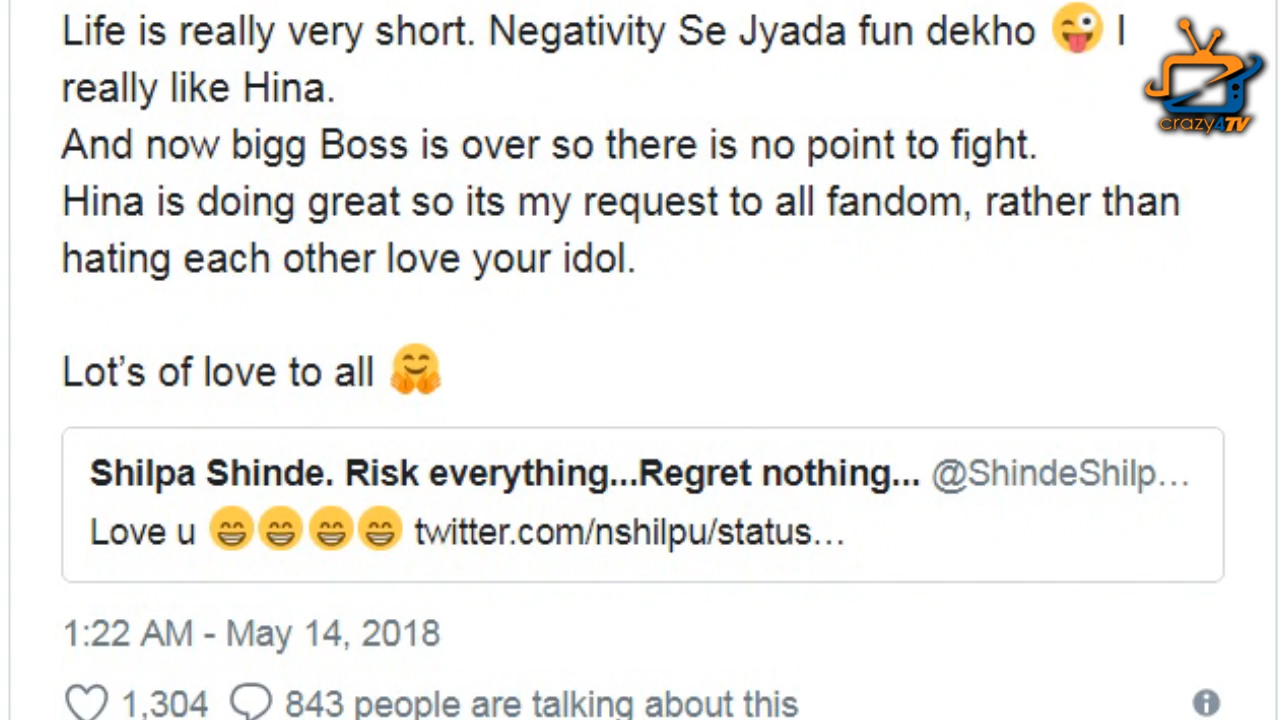 Life is really very short. Negativity Se Jyada fun dekho 😜 I
really like Hina.
And now bigg Boss is over so there is no point to fight.
Hina is doing great so its my request to all fandom, rather than
hating each other love your idol.
Lot’s of love to all 🤗
Shilpa Shinde. Risk everything...Regret nothing... @ShindeShilp…
Love u 😁😁😁😁 twitter.com/nshilpu/status…
1:22 AM - May 14, 2018
1,304 843 people are talking about this
crazy4TV